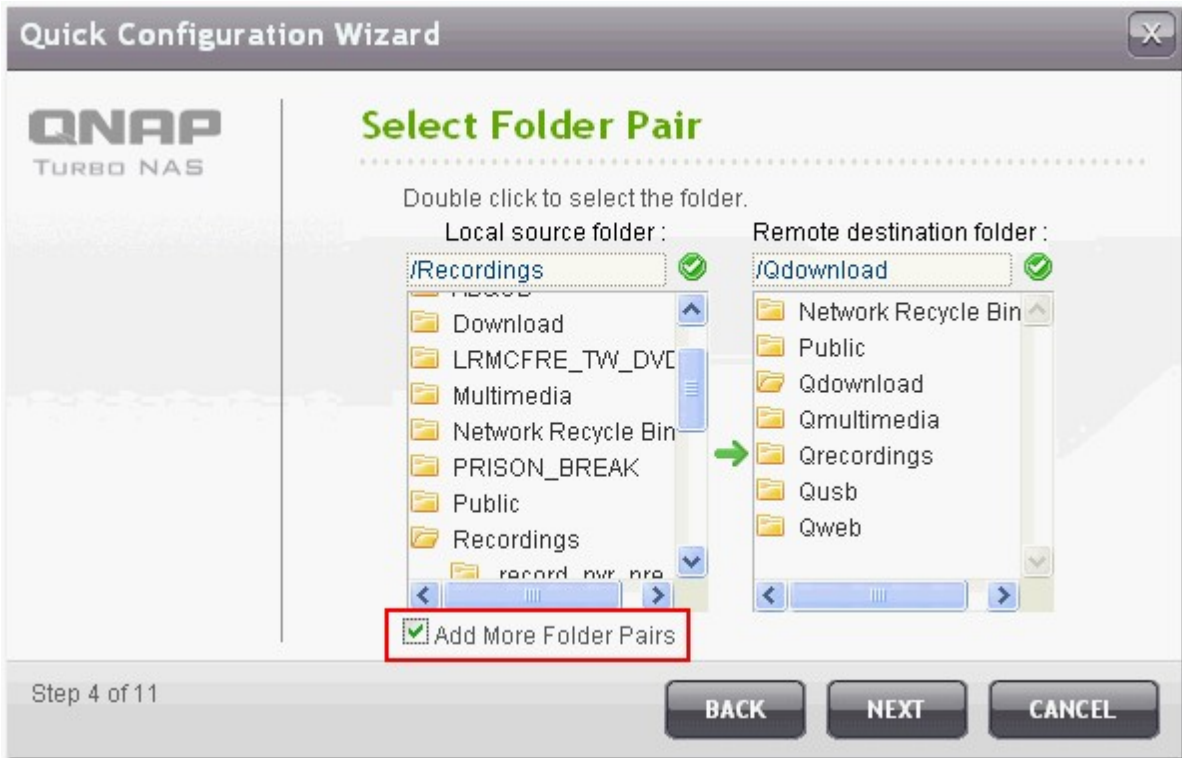 Quick Configuration Wizard
X
QNAP
TURBO NAS
Select Folder Pair
Double click to select the folder.
Local source folder :
Remote destination folder :
/Recordings
/Qdownload
Download
LRMCFRE_TW_DVD
Multimedia
Network Recycle Bin
PRISON_BREAK
Public
Recordings
Network Recycle Bin
Public
Qdownload
Qmultimedia
Qrecordings
Qusb
Qweb
Add More Folder Pairs
Step 4 of 11
BACK
NEXT
CANCEL